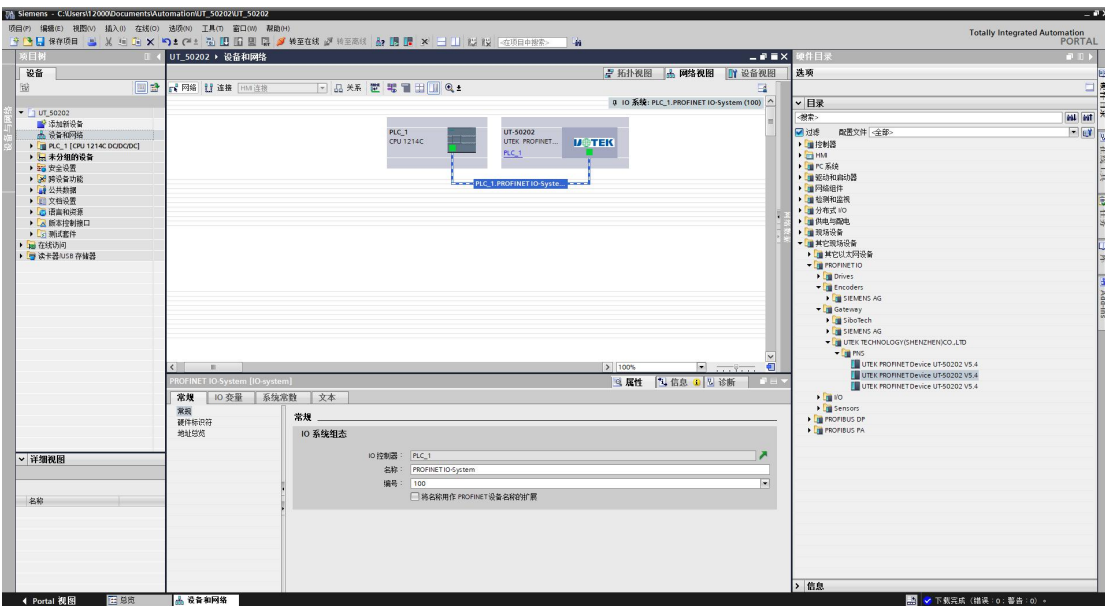 Siemens - C:\Users\12000\Documents\Automation\UT_50202\UT_50202
项目(P) 编辑(E) 视图(V) 插入(I) 在线(O) 选项(N) 工具(T) 窗口(W) 帮助(H)
Totally Integrated Automation
PORTAL
保存项目 转至在线 转至离线 <在项目中搜索>
项目树
UT_50202 ▸ 设备和网络
硬件目录
设备
拓扑视图 网络视图 设备视图
选项
网络 连接 HMI 连接 关系
IO 系统: PLC_1.PROFINET IO-System (100)
UT_50202
添加新设备
设备和网络
PLC_1 [CPU 1214C DC/DC/DC]
未分组的设备
安全设置
跨设备功能
公共数据
文档设置
语言和资源
版本控制接口
测试套件
在线访问
读卡器/USB 存储器
PLC_1
CPU 1214C
UT-50202
UTEK PROFINET...
PLC_1
UTEK
PLC_1.PROFINET IO-Syste...
网络数据
目录
<搜索>
过滤 配置文件 <全部>
控制器
HMI
PC 系统
驱动和启动器
网络组件
检测和监视
分布式 I/O
供电与配电
现场设备
其它现场设备
其它以太网设备
PROFINET IO
Drives
Encoders
SIEMENS AG
Gateway
SiboTech
SIEMENS AG
UTEK TECHNOLOGY(SHENZHEN)CO.,LTD
PNS
UTEK PROFINET Device UT-50202 V5.4
UTEK PROFINET Device UT-50202 V5.4
UTEK PROFINET Device UT-50202 V5.4
I/O
Sensors
PROFIBUS DP
PROFIBUS PA
Add-Ins
100%
PROFINET IO-System [IO-system]
属性 信息 诊断
常规 IO 变量 系统常数 文本
常规
硬件标识符
地址总览
常规
IO 系统组态
IO 控制器: PLC_1
名称: PROFINET IO-System
编号: 100
将名称用作 PROFINET 设备名称的扩展
详细视图
名称
信息
Portal 视图 总览 设备和网络
下载完成(错误:0;警告:0)。